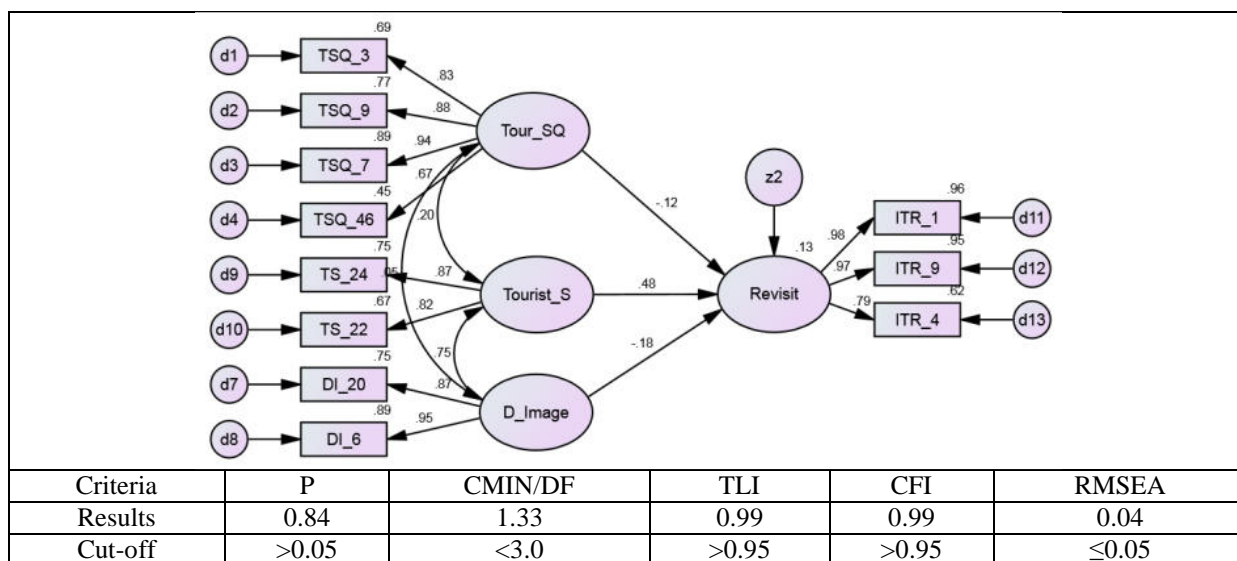 .69
d1 TSQ_3
.83
.77
d2 TSQ_9 .88 Tour_SQ
.89 .94
d3 TSQ_7
.67 z2
.45 -.12 .96
d4 TSQ_46 .20 ITR_1 d11
.75 .98 .95
d9 TS_24 .05 .87 Tourist_S .48 .13 Revisit .97 ITR_9 d12
.67 .82 .79 .62
d10 TS_22 ITR_4 d13
.75 .75 -.18
d7 DI_20 .87
.89 .95 D_Image
d8 DI_6
Criteria P CMIN/DF TLI CFI RMSEA
Results 0.84 1.33 0.99 0.99 0.04
Cut-off >0.05 <3.0 >0.95 >0.95 ≤0.05